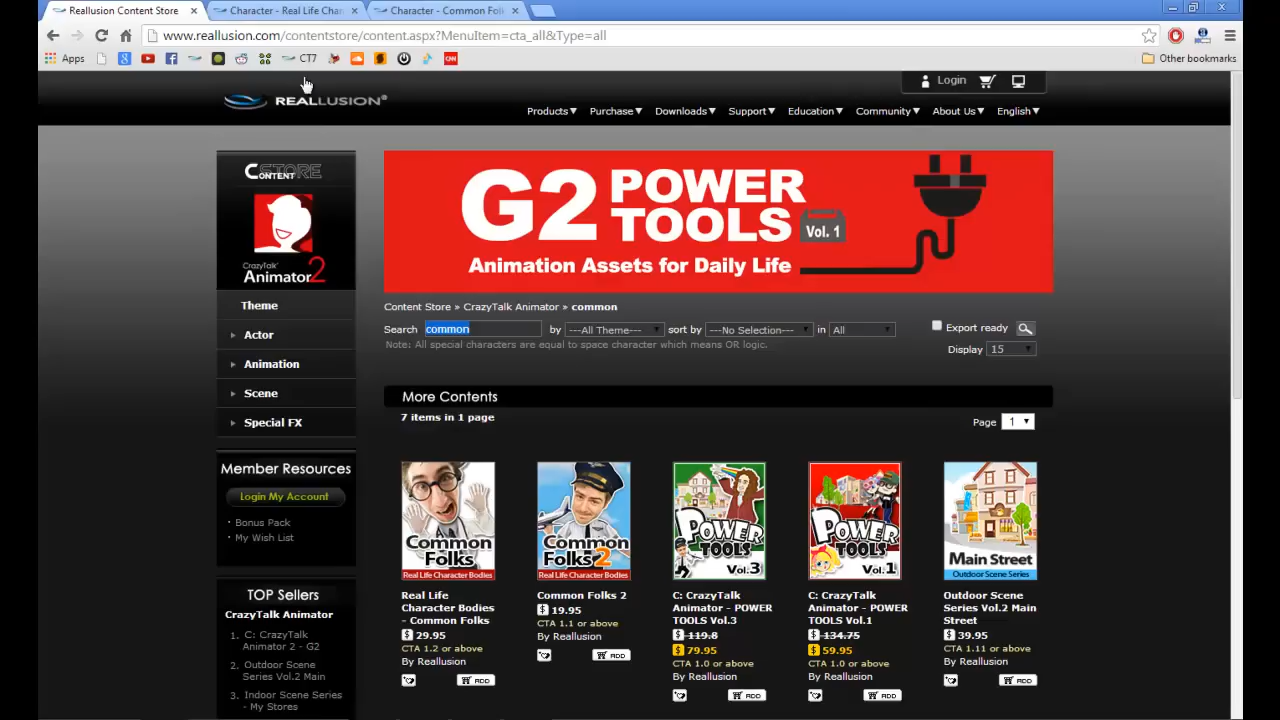 Reallusion Content Store
Character - Real Life Char
Character - Common Folk
www.reallusion.com/contentstore/content.aspx?MenuItem=cta_all&Type=all
Apps
CT7
CNN
Other bookmarks
REALLUSION®
Login
Products▼ Purchase▼ Downloads▼ Support▼ Education▼ Community▼ About Us▼ English▼
CONTENT STORE
CrazyTalk®
Animator2
Theme
Actor
Animation
Scene
Special FX
Member Resources
Login My Account
· Bonus Pack
· My Wish List
TOP Sellers
CrazyTalk Animator
1. C: CrazyTalk
Animator 2 - G2
2. Outdoor Scene
Series Vol.2 Main
3. Indoor Scene Series
- My Stores
G2 POWER
TOOLS Vol. 1
Animation Assets for Daily Life
Content Store » CrazyTalk Animator » common
Search common by ---All Theme--- sort by ---No Selection--- in All
Export ready
Note: All special characters are equal to space character which means OR logic.
Display 15
More Contents
7 items in 1 page
Page 1
Common
Folks
Real Life Character Bodies
Real Life
Character Bodies
- Common Folks
$ 29.95
CTA 1.2 or above
By Reallusion
ADD
Common
Folks 2
Real Life Character Bodies
Common Folks 2
$ 19.95
CTA 1.1 or above
By Reallusion
ADD
POWER
TOOLS
Vol.3
C: CrazyTalk
Animator - POWER
TOOLS Vol.3
$ 119.8
$ 79.95
CTA 1.0 or above
By Reallusion
ADD
POWER
TOOLS
Vol.1
C: CrazyTalk
Animator - POWER
TOOLS Vol.1
$ 134.75
$ 59.95
CTA 1.0 or above
By Reallusion
ADD
Main Street
Outdoor Scene Series
Outdoor Scene
Series Vol.2 Main
Street
$ 39.95
CTA 1.11 or above
By Reallusion
ADD